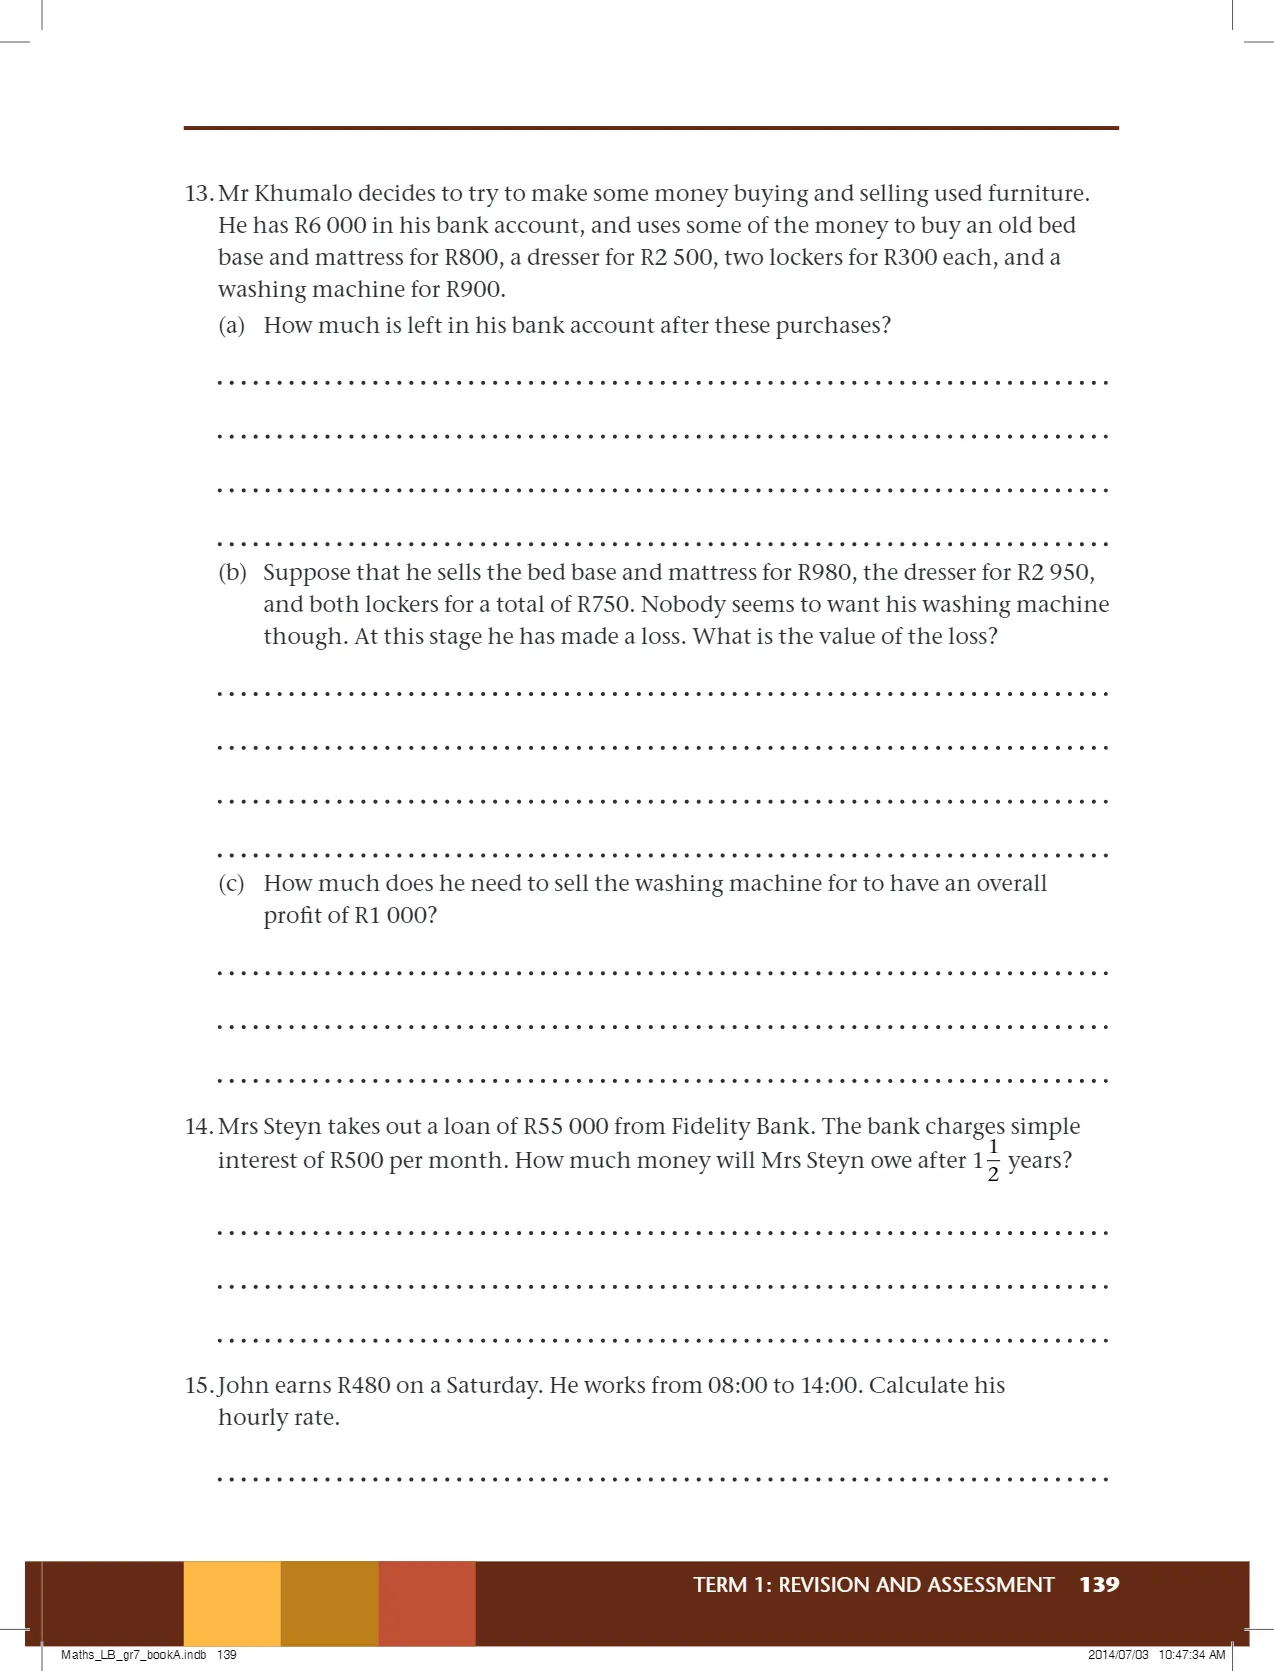 13. Mr Khumalo decides to try to make some money buying and selling used furniture.
He has R6 000 in his bank account, and uses some of the money to buy an old bed
base and mattress for R800, a dresser for R2 500, two lockers for R300 each, and a
washing machine for R900.
(a) How much is left in his bank account after these purchases?
(b) Suppose that he sells the bed base and mattress for R980, the dresser for R2 950,
and both lockers for a total of R750. Nobody seems to want his washing machine
though. At this stage he has made a loss. What is the value of the loss?
(c) How much does he need to sell the washing machine for to have an overall
profit of R1 000?
14. Mrs Steyn takes out a loan of R55 000 from Fidelity Bank. The bank charges simple
interest of R500 per month. How much money will Mrs Steyn owe after 1 1/2 years?
15. John earns R480 on a Saturday. He works from 08:00 to 14:00. Calculate his
hourly rate.
TERM 1: REVISION AND ASSESSMENT 139
Maths_LB_gr7_bookA.indb 139 2014/07/03 10:47:34 AM